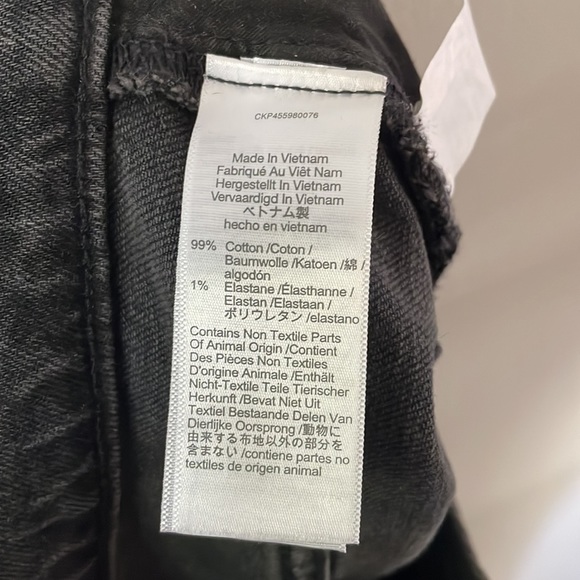 CKP455980076
Made In Vietnam
Fabriqué Au Viêt Nam
Hergestellt In Vietnam
Vervaardigd In Vietnam
ベトナム製
hecho en vietnam
99% Cotton /Coton /
Baumwolle /Katoen /綿 /
algodón
1% Elastane /Élasthanne /
Elastan /Elastaan /
ポリウレタン /elastano
Contains Non Textile Parts
Of Animal Origin /Contient
Des Pièces Non Textiles
D'origine Animale /Enthält
Nicht-Textile Teile Tierischer
Herkunft /Bevat Niet Uit
Textiel Bestaande Delen Van
Dierlijke Oorsprong /動物に
由来する布地以外の部分を
含まない /contiene partes no
textiles de origen animal